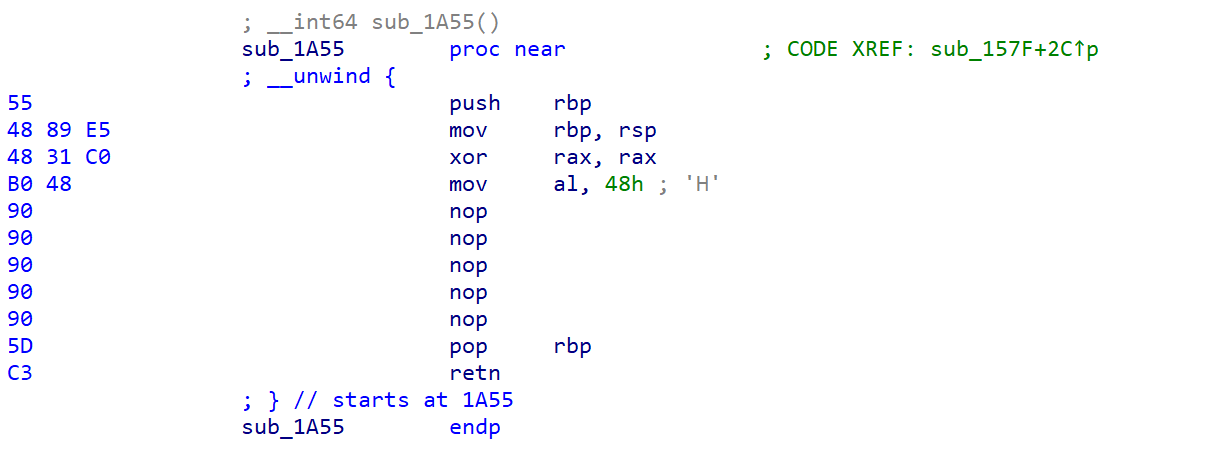 ; __int64 sub_1A55()
sub_1A55 proc near ; CODE XREF: sub_157F+2C↑p
; __unwind {
55 push rbp
48 89 E5 mov rbp, rsp
48 31 C0 xor rax, rax
B0 48 mov al, 48h ; 'H'
90 nop
90 nop
90 nop
90 nop
90 nop
5D pop rbp
C3 retn
; } // starts at 1A55
sub_1A55 endp